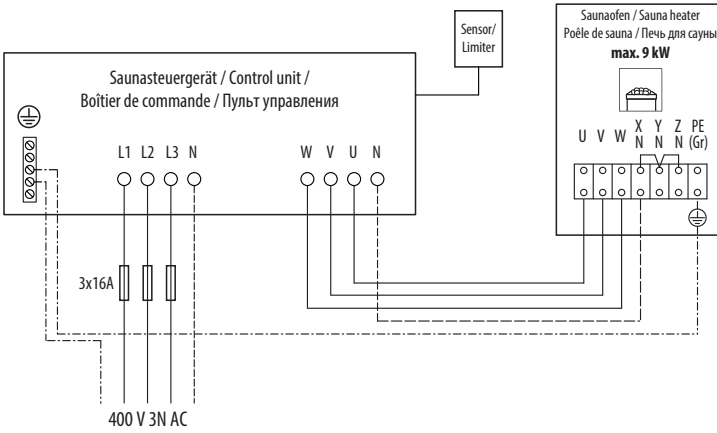 Sensor/
Limiter
Saunaofen / Sauna heater
Poêle de sauna / Печь для сауны
max. 9 kW
Saunasteuergerät / Control unit /
Boîtier de commande / Пульт управления
L1 L2 L3 N
W V U N
X Y Z PE
U V W N N N (Gr)
3x16A
400 V 3N AC